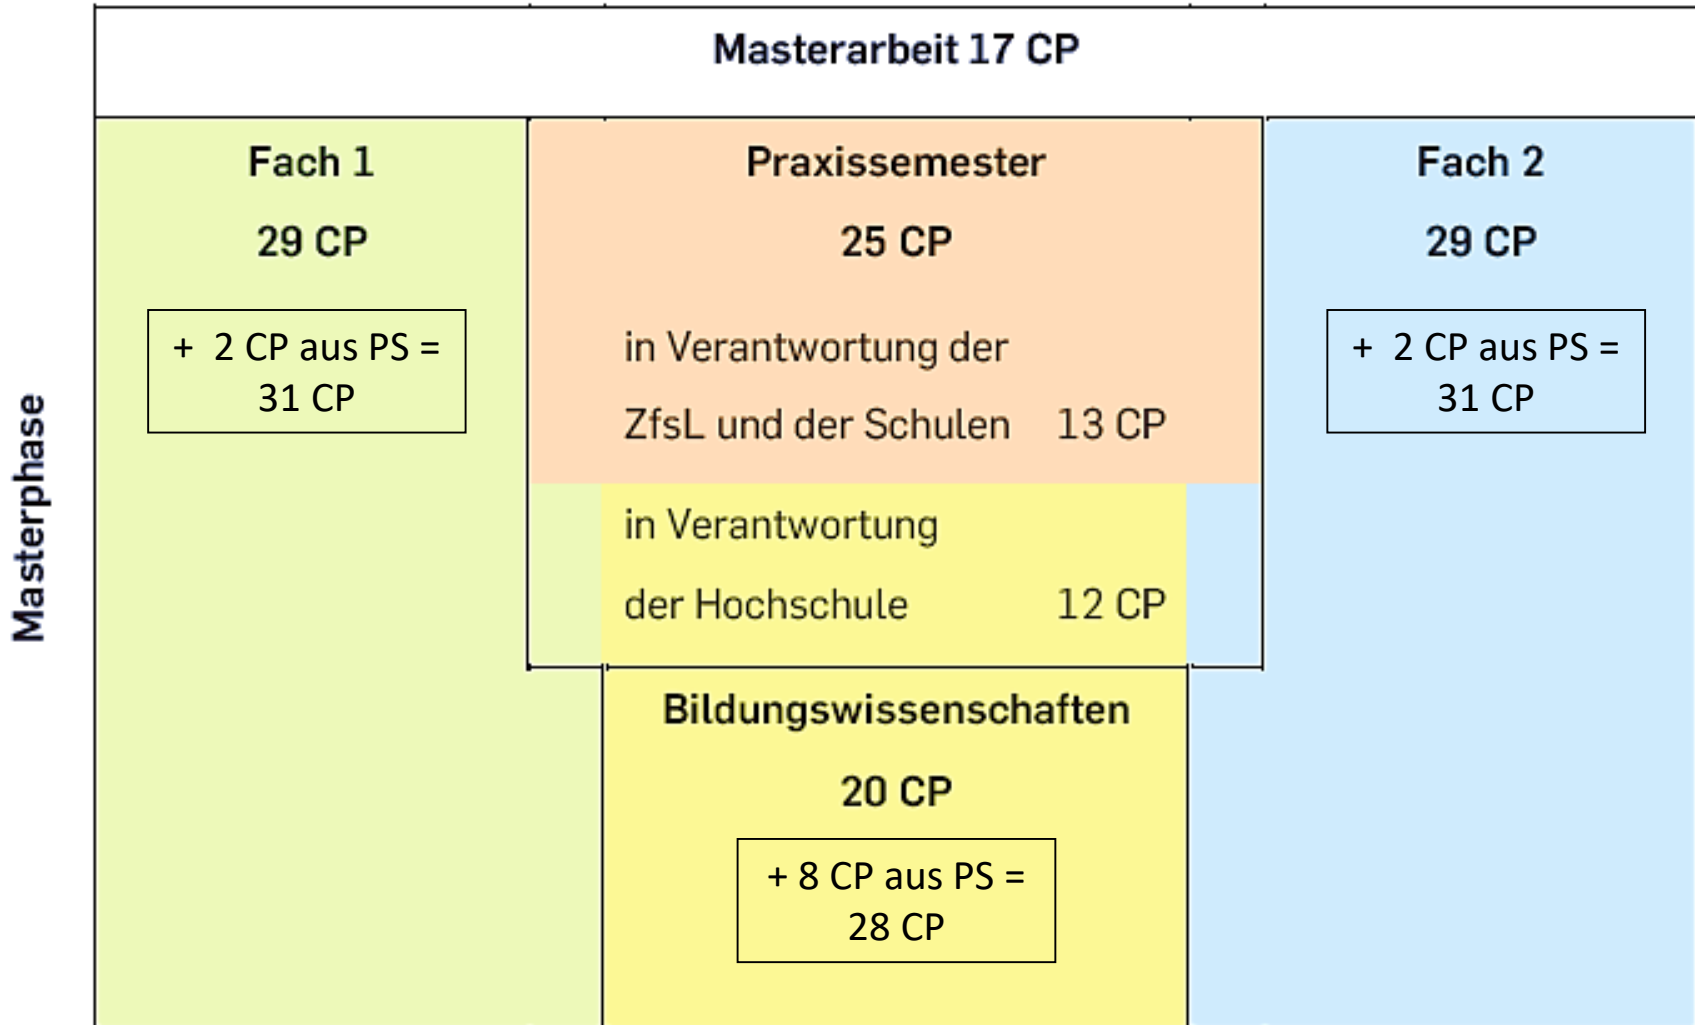 Masterarbeit 17 CP
Masterphase
Fach 1
29 CP
+ 2 CP aus PS =
31 CP
Praxissemester
25 CP
in Verantwortung der
ZfsL und der Schulen 13 CP
in Verantwortung
der Hochschule 12 CP
Bildungswissenschaften
20 CP
+ 8 CP aus PS =
28 CP
Fach 2
29 CP
+ 2 CP aus PS =
31 CP